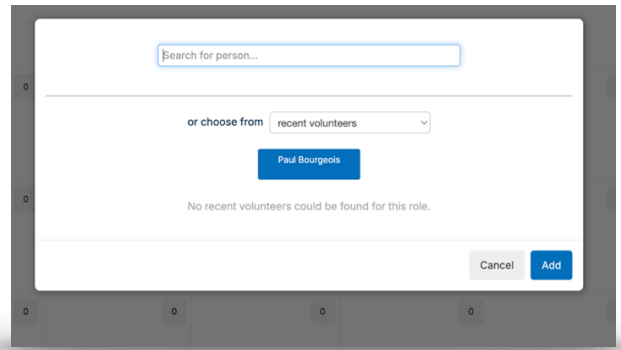 Search for person...
0
or choose from recent volunteers
Paul Bourgeois
0
No recent volunteers could be found for this role.
Cancel Add
0 0 0 0